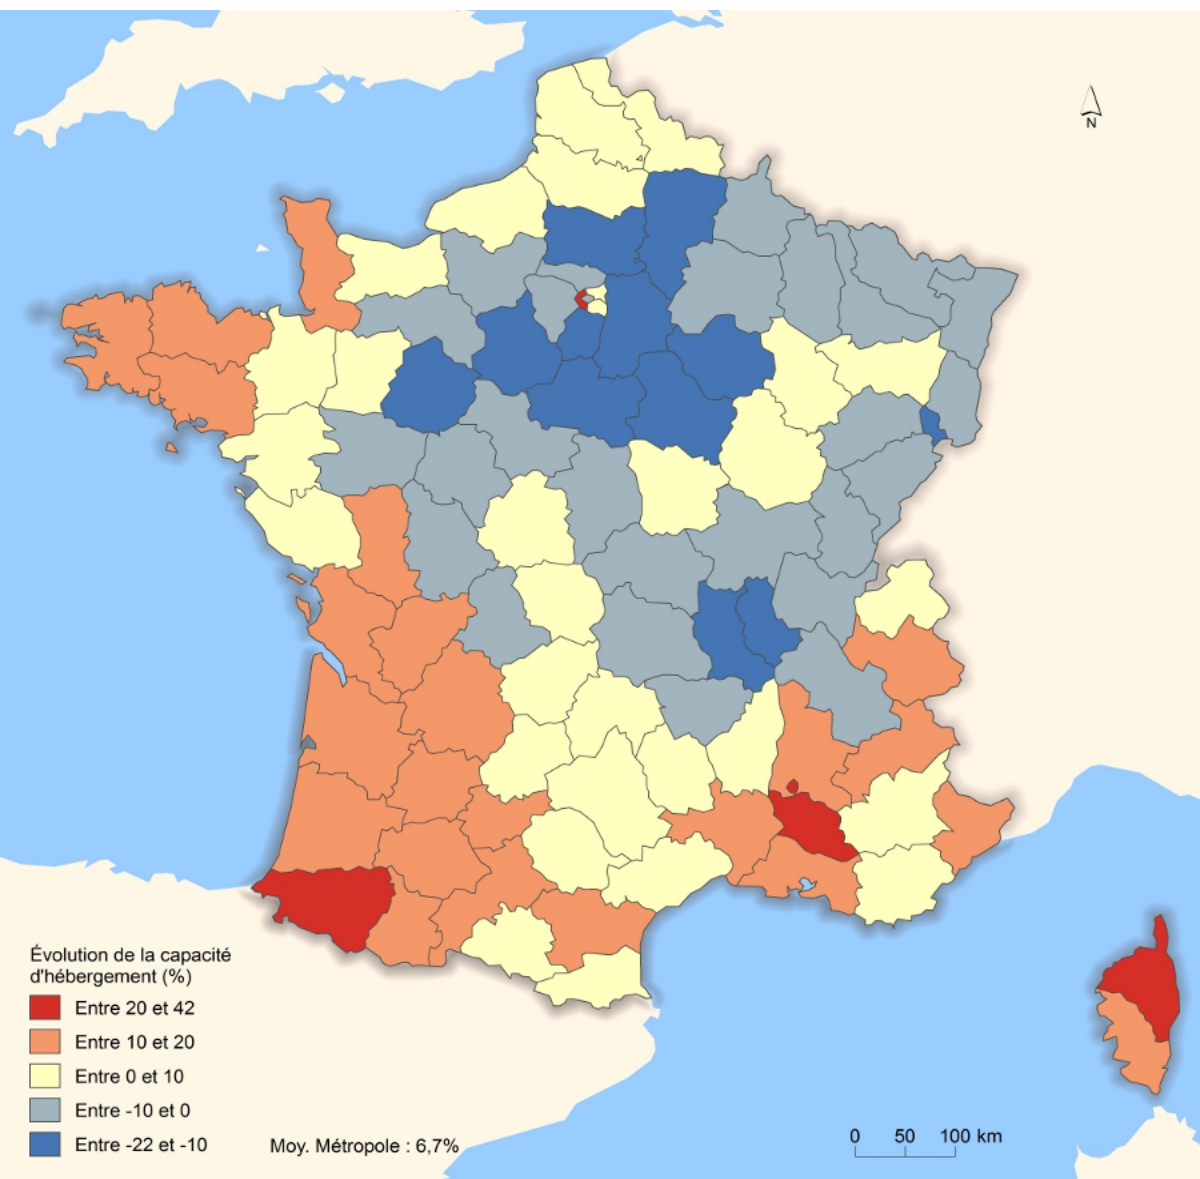 N
Évolution de la capacité
d'hébergement (%)
Entre 20 et 42
Entre 10 et 20
Entre 0 et 10
Entre -10 et 0
Entre -22 et -10
Moy. Métropole : 6,7%
0 50 100 km